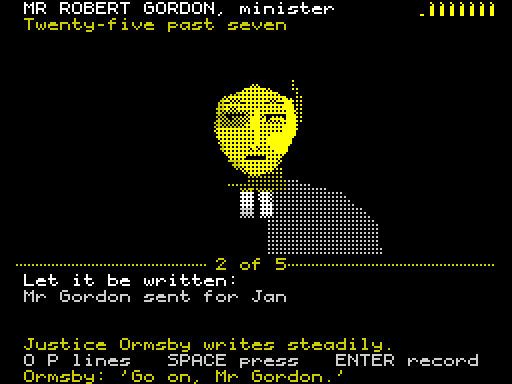 MR ROBERT GORDON, minister
Twenty-five past seven
2 of 5
Let it be written:
Mr Gordon sent for Jan
Justice Ormsby writes steadily.
O P lines   SPACE press   ENTER record
Ormsby: 'Go on, Mr Gordon.'